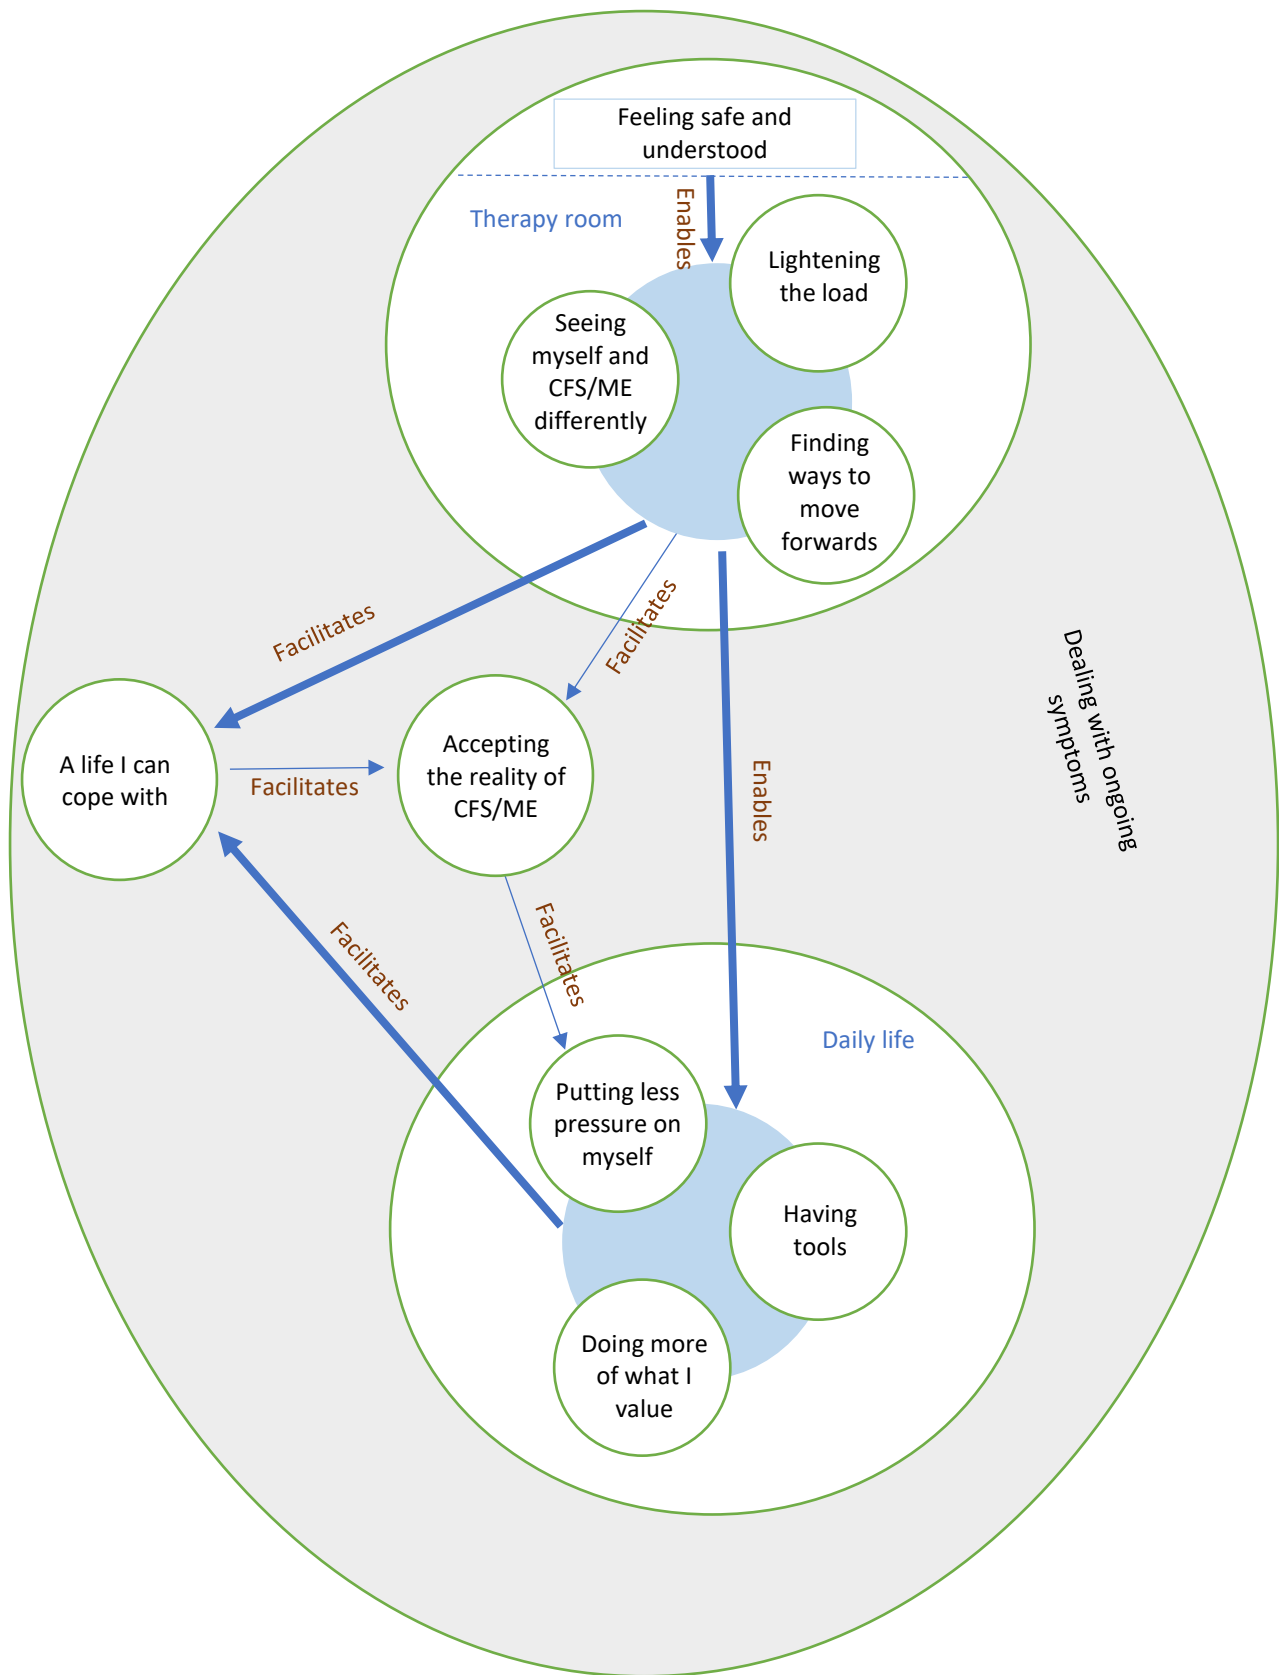 Feeling safe and
understood
Enables
Therapy room
Lightening
the load
Seeing
myself and
CFS/ME
differently
Finding
ways to
move
forwards
Facilitates
Facilitates
Dealing with ongoing
symptoms
A life I can
cope with
Facilitates
Accepting
the reality of
CFS/ME
Enables
Facilitates
Facilitates
Daily life
Putting less
pressure on
myself
Having
tools
Doing more
of what I
value